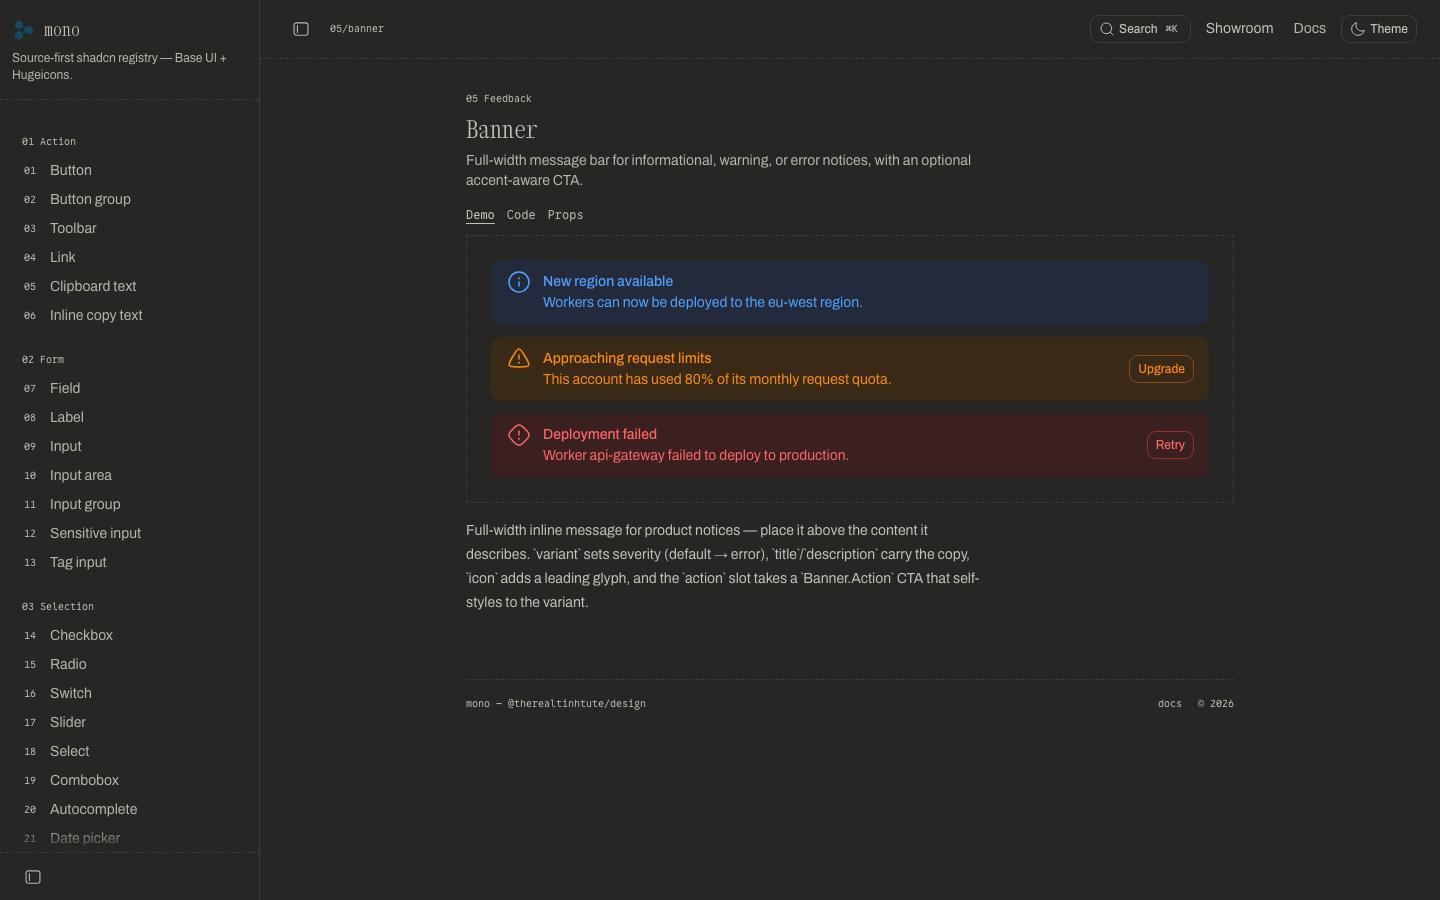 mono
Source-first shadcn registry — Base UI +
Hugeicons.
01 Action
01 Button
02 Button group
03 Toolbar
04 Link
05 Clipboard text
06 Inline copy text
02 Form
07 Field
08 Label
09 Input
10 Input area
11 Input group
12 Sensitive input
13 Tag input
03 Selection
14 Checkbox
15 Radio
16 Switch
17 Slider
18 Select
19 Combobox
20 Autocomplete
21 Date picker
05/banner
Search ⌘K
Showroom
Docs
Theme
05 Feedback
Banner
Full-width message bar for informational, warning, or error notices, with an optional
accent-aware CTA.
Demo Code Props
New region available
Workers can now be deployed to the eu-west region.
Approaching request limits
This account has used 80% of its monthly request quota.
Upgrade
Deployment failed
Worker api-gateway failed to deploy to production.
Retry
Full-width inline message for product notices — place it above the content it
describes. `variant` sets severity (default → error), `title`/`description` carry the copy,
`icon` adds a leading glyph, and the `action` slot takes a `Banner.Action` CTA that self-
styles to the variant.
mono — @therealtinhtute/design
docs © 2026